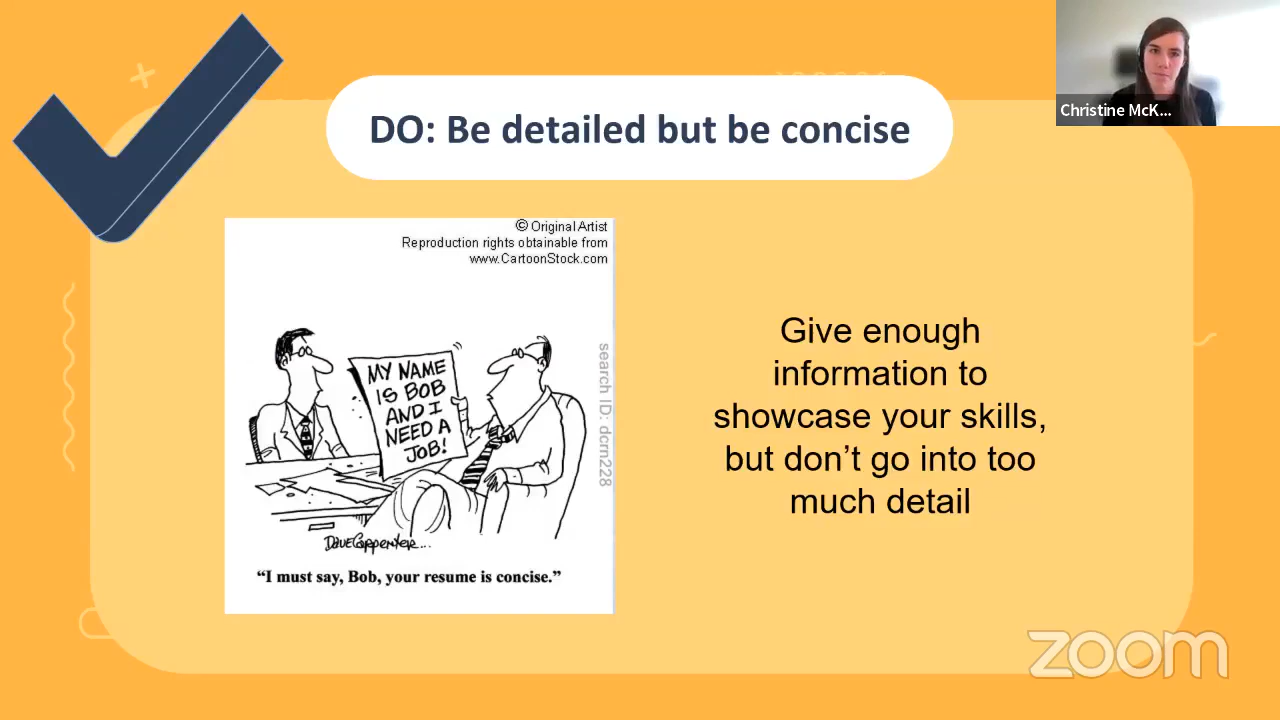 DO: Be detailed but be concise
Christine McK...
© Original Artist
Reproduction rights obtainable from
www.CartoonStock.com
MY NAME
IS BOB
AND I
NEED A
JOB!
search ID: dcrn228
DaveCarpenter...
“I must say, Bob, your resume is concise.”
Give enough
information to
showcase your skills,
but don’t go into too
much detail
zoom